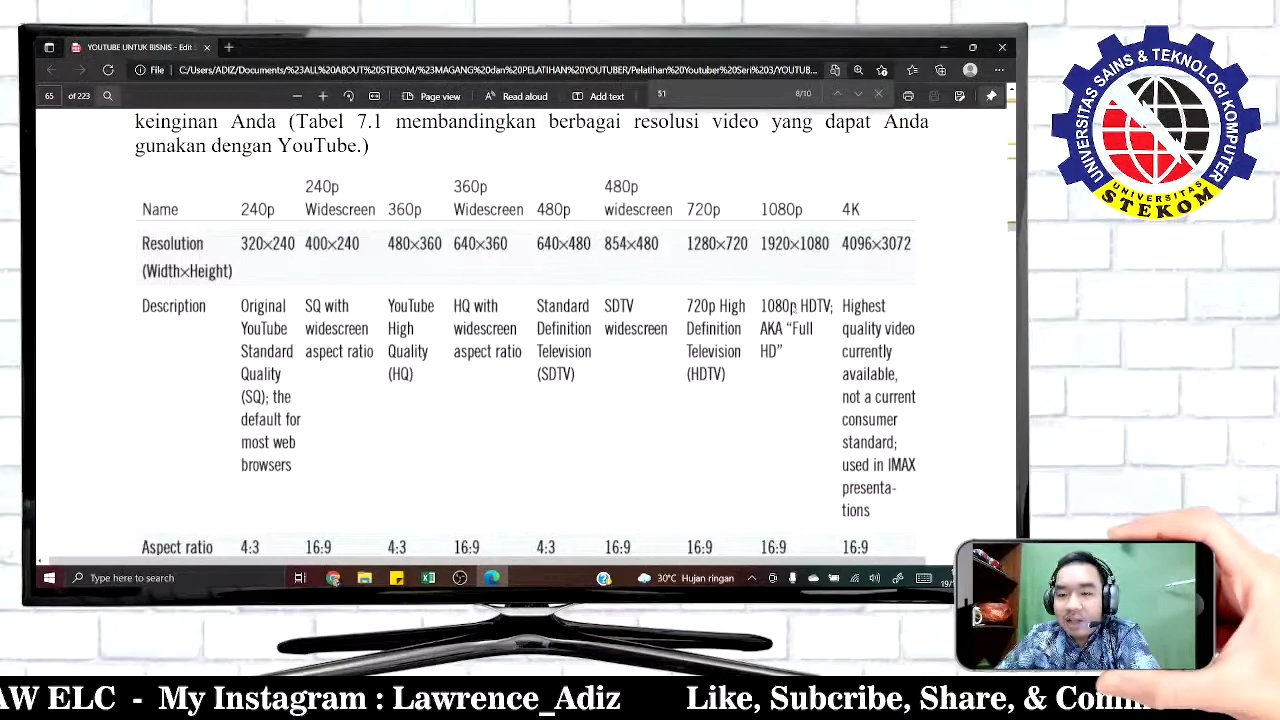 YOUTUBE UNTUK BISNIS - Edit
File C:/Users/ADIZ/Documents/%23ALL%20ABOUT%20STEKOM/%23MAGANG%20dan%20PELATIHAN%20YOUTUBER/Pelatihan%20Youtuber%20Seri%203/YOUTUB...
65 of 223 Page view Read aloud Add text 51 8/10
keinginan Anda (Tabel 7.1 membandingkan berbagai resolusi video yang dapat Anda
gunakan dengan YouTube.)
240p 360p 480p
Name 240p Widescreen 360p Widescreen 480p widescreen 720p 1080p 4K
Resolution 320×240 400×240 480×360 640×360 640×480 854×480 1280×720 1920×1080 4096×3072
(Width×Height)
Description Original SQ with YouTube HQ with Standard SDTV 720p High 1080p HDTV; Highest
YouTube widescreen High widescreen Definition widescreen Definition AKA “Full quality video
Standard aspect ratio Quality aspect ratio Television Television HD” currently
Quality (HQ) (SDTV) (HDTV) available,
(SQ); the not a current
default for consumer
most web standard;
browsers used in IMAX
presenta-
tions
Aspect ratio 4:3 16:9 4:3 16:9 4:3 16:9 16:9 16:9 16:9
Type here to search 30°C Hujan ringan
UNIVERSITAS SAINS & TEKNOLOGI KOMPUTER
UNIVERSITAS
STEKOM
AW ELC - My Instagram : Lawrence_Adiz Like, Subcribe, Share, &